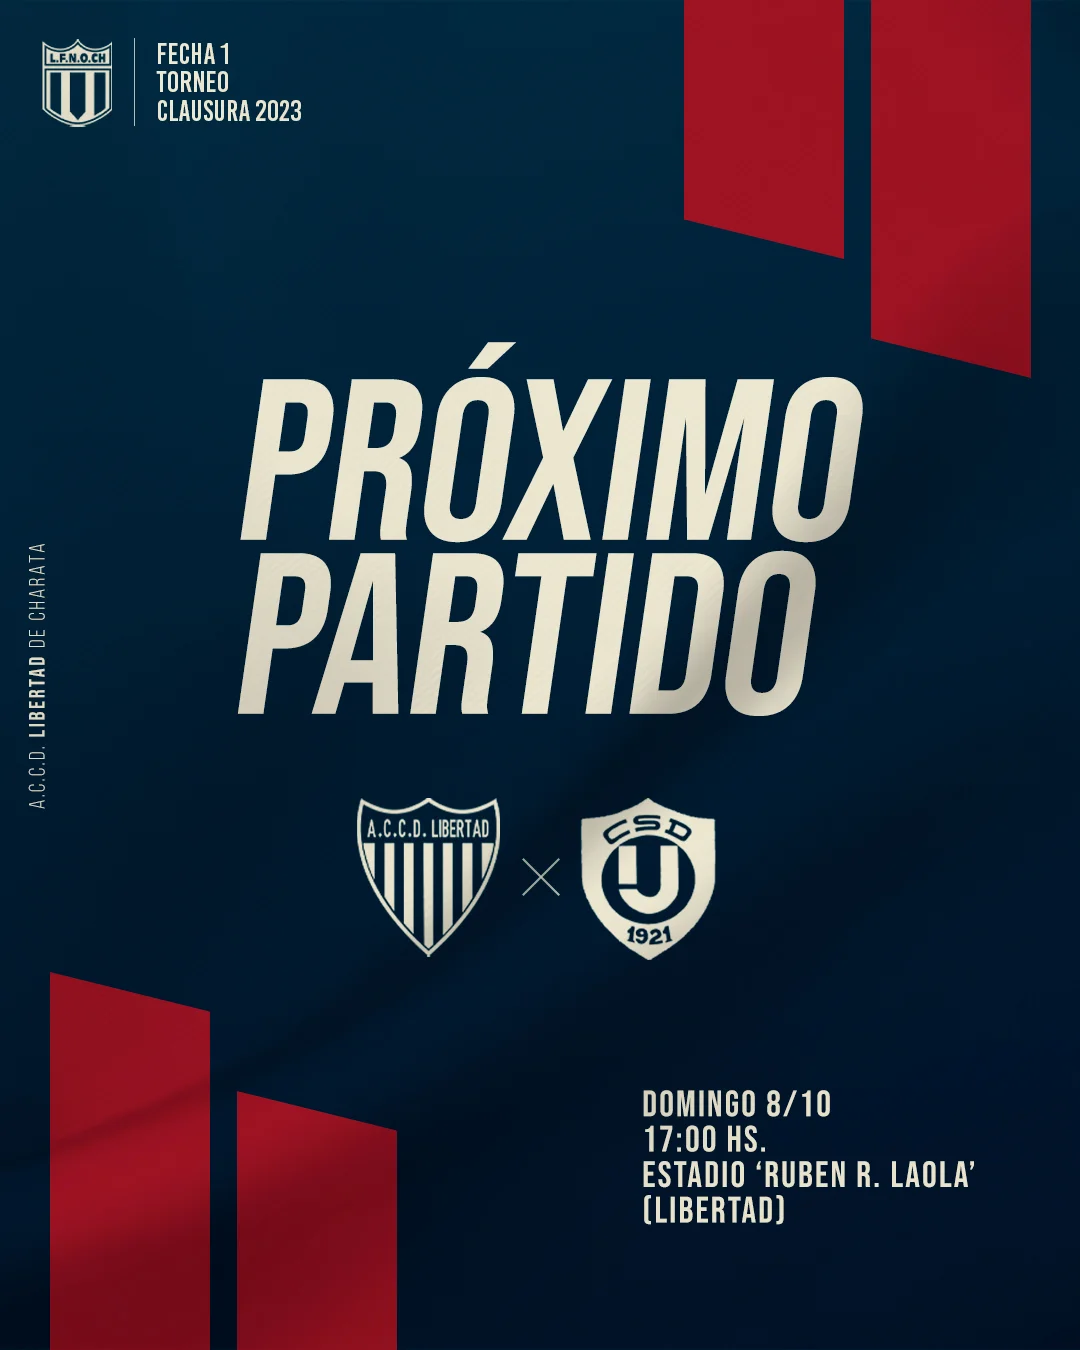 L.F.N.O.CH
FECHA 1
TORNEO
CLAUSURA 2023
PRÓXIMO
PARTIDO
A.C.C.D. LIBERTAD DE CHARATA
A.C.C.D. LIBERTAD
CSD
UJ
1921
DOMINGO 8/10
17:00 HS.
ESTADIO ‘RUBEN R. LAOLA’
(LIBERTAD)